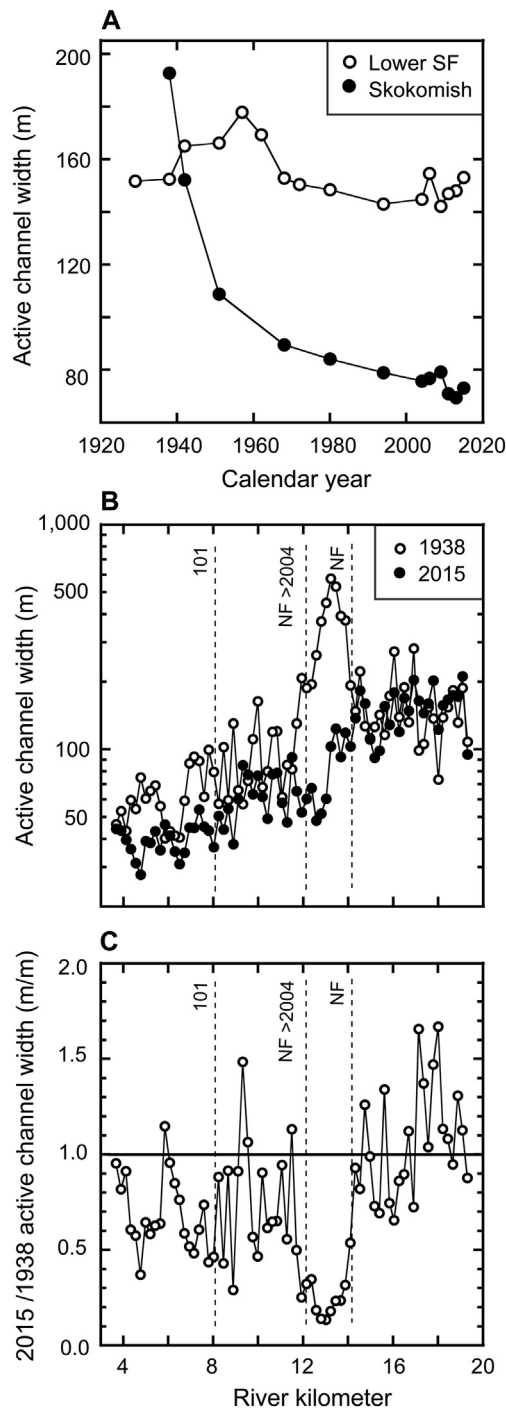 A
200
160
120
80
Active channel width (m)
Lower SF
Skokomish
1920 1940 1960 1980 2000 2020
Calendar year
B
1,000
500
100
50
Active channel width (m)
101
NF >2004
NF
1938
2015
C
2.0
1.5
1.0
0.5
0.0
2015 /1938 active channel width (m/m)
101
NF >2004
NF
4 8 12 16 20
River kilometer